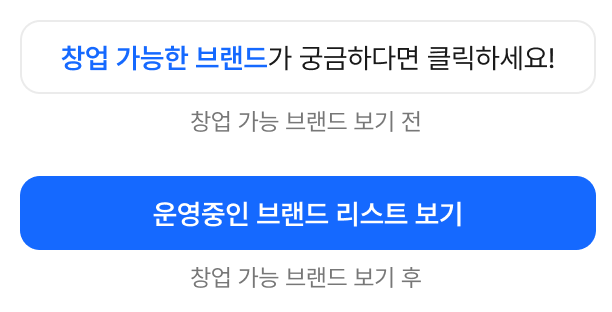 창업 가능한 브랜드가 궁금하다면 클릭하세요!
창업 가능 브랜드 보기 전
운영중인 브랜드 리스트 보기
창업 가능 브랜드 보기 후